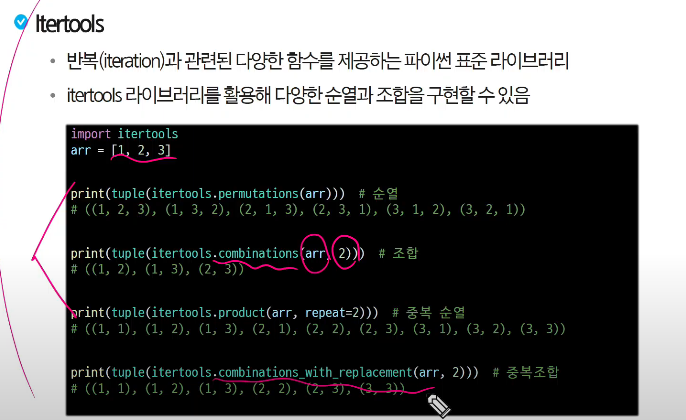 Itertools
• 반복(iteration)과 관련된 다양한 함수를 제공하는 파이썬 표준 라이브러리
• itertools 라이브러리를 활용해 다양한 순열과 조합을 구현할 수 있음
import itertools
arr = [1, 2, 3]
print(tuple(itertools.permutations(arr))) # 순열
# ((1, 2, 3), (1, 3, 2), (2, 1, 3), (2, 3, 1), (3, 1, 2), (3, 2, 1))
print(tuple(itertools.combinations(arr, 2))) # 조합
# ((1, 2), (1, 3), (2, 3))
print(tuple(itertools.product(arr, repeat=2))) # 중복 순열
# ((1, 1), (1, 2), (1, 3), (2, 1), (2, 2), (2, 3), (3, 1), (3, 2), (3, 3))
print(tuple(itertools.combinations_with_replacement(arr, 2))) # 중복조합
# ((1, 1), (1, 2), (1, 3), (2, 2), (2, 3), (3, 3))